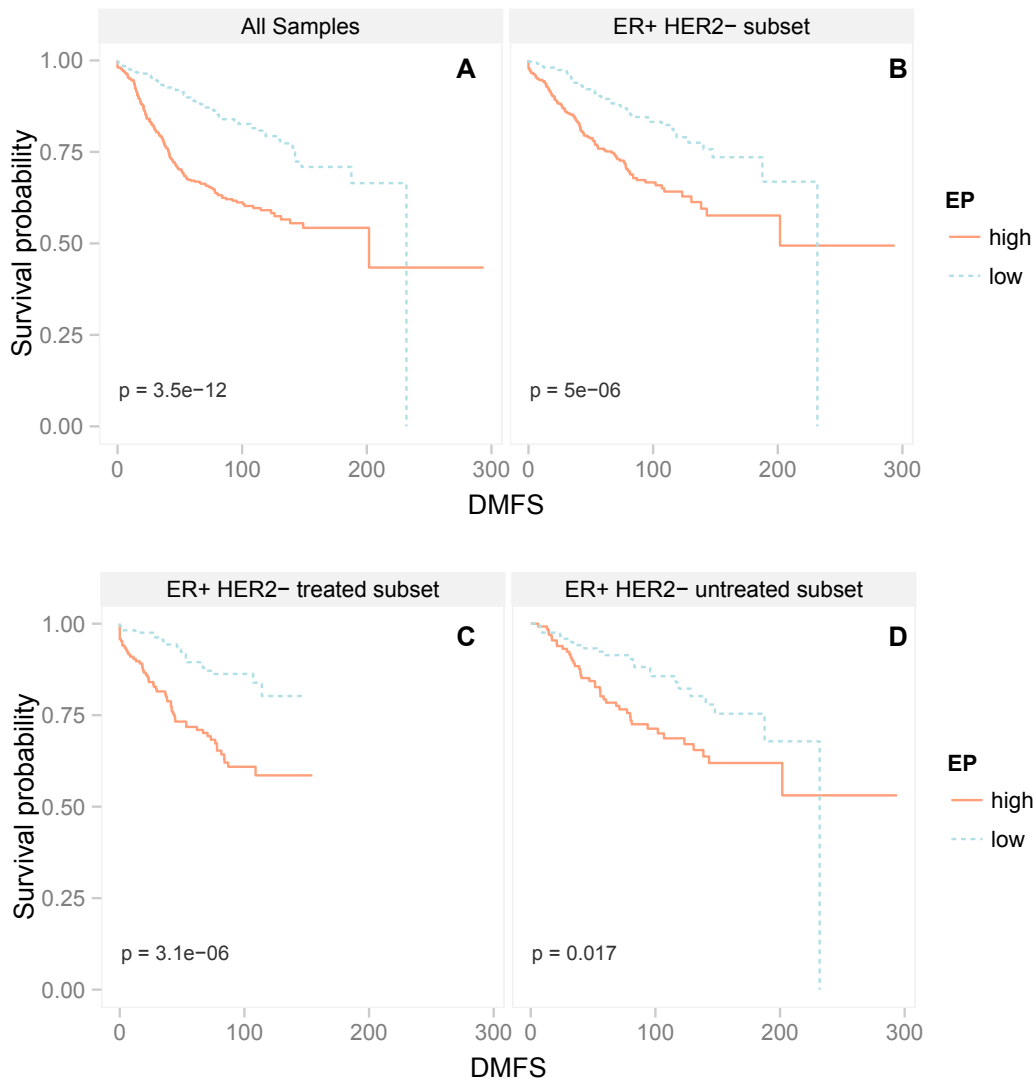 All Samples
ER+ HER2− subset
A
B
1.00
0.75
0.50
0.25
0.00
Survival probability
p = 3.5e−12
p = 5e−06
0 100 200 300
0 100 200 300
DMFS
EP
high
low
ER+ HER2− treated subset
ER+ HER2− untreated subset
C
D
1.00
0.75
0.50
0.25
0.00
Survival probability
p = 3.1e−06
p = 0.017
0 100 200 300
0 100 200 300
DMFS
EP
high
low